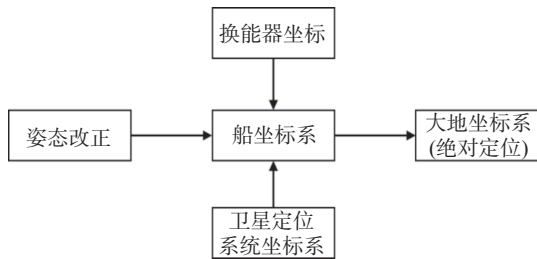 换能器坐标
姿态改正
船坐标系
大地坐标系
(绝对定位)
卫星定位
系统坐标系